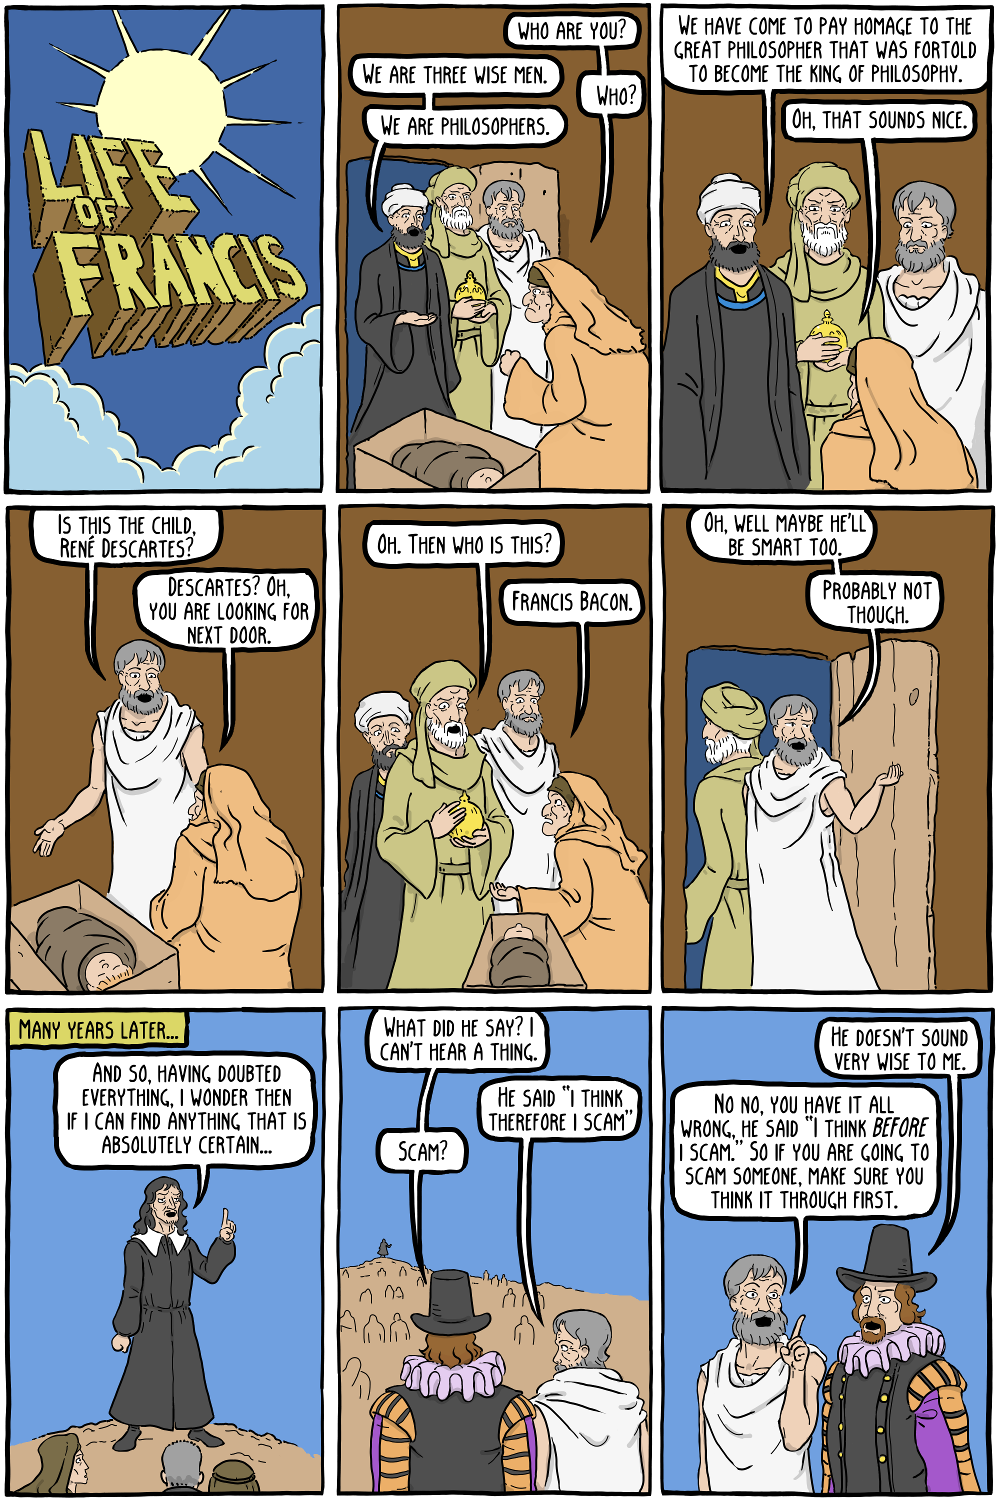 LIFE
OF
FRANCIS
WHO ARE YOU?
WE ARE THREE WISE MEN.
WHO?
WE ARE PHILOSOPHERS.
WE HAVE COME TO PAY HOMAGE TO THE
GREAT PHILOSOPHER THAT WAS FORTOLD
TO BECOME THE KING OF PHILOSOPHY.
OH, THAT SOUNDS NICE.
IS THIS THE CHILD,
RENÉ DESCARTES?
DESCARTES? OH,
YOU ARE LOOKING FOR
NEXT DOOR.
OH. THEN WHO IS THIS?
FRANCIS BACON.
OH, WELL MAYBE HE'LL
BE SMART TOO.
PROBABLY NOT
THOUGH.
MANY YEARS LATER...
AND SO, HAVING DOUBTED
EVERYTHING, I WONDER THEN
IF I CAN FIND ANYTHING THAT IS
ABSOLUTELY CERTAIN...
WHAT DID HE SAY? I
CAN'T HEAR A THING.
HE SAID "I THINK
THEREFORE I SCAM"
SCAM?
HE DOESN'T SOUND
VERY WISE TO ME.
NO NO, YOU HAVE IT ALL
WRONG, HE SAID "I THINK BEFORE
I SCAM." SO IF YOU ARE GOING TO
SCAM SOMEONE, MAKE SURE YOU
THINK IT THROUGH FIRST.